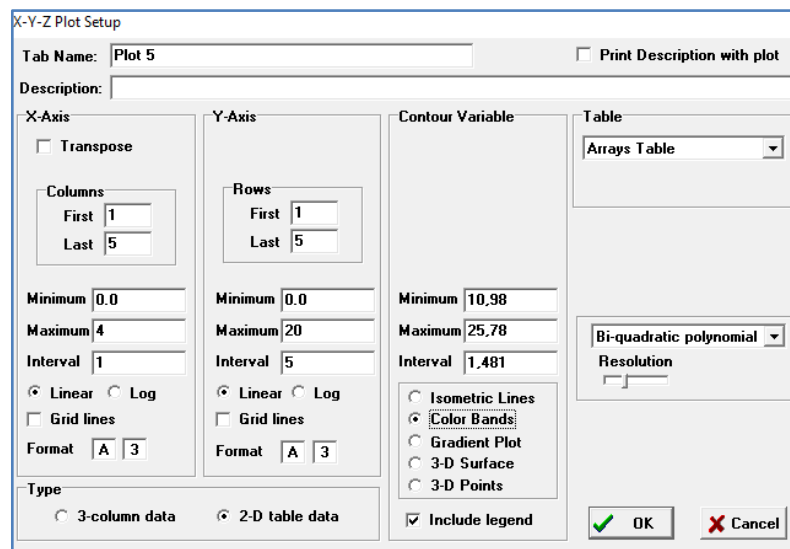 X-Y-Z Plot Setup
Tab Name: Plot 5
Print Description with plot
Description:
X-Axis
Transpose
Columns
First 1
Last 5
Minimum 0.0
Maximum 4
Interval 1
Linear Log
Grid lines
Format A 3
Y-Axis
Rows
First 1
Last 5
Minimum 0.0
Maximum 20
Interval 5
Linear Log
Grid lines
Format A 3
Contour Variable
Minimum 10,98
Maximum 25,78
Interval 1,481
Isometric Lines
Color Bands
Gradient Plot
3-D Surface
3-D Points
Include legend
Table
Arrays Table
Bi-quadratic polynomial
Resolution
Type
3-column data 2-D table data
OK Cancel